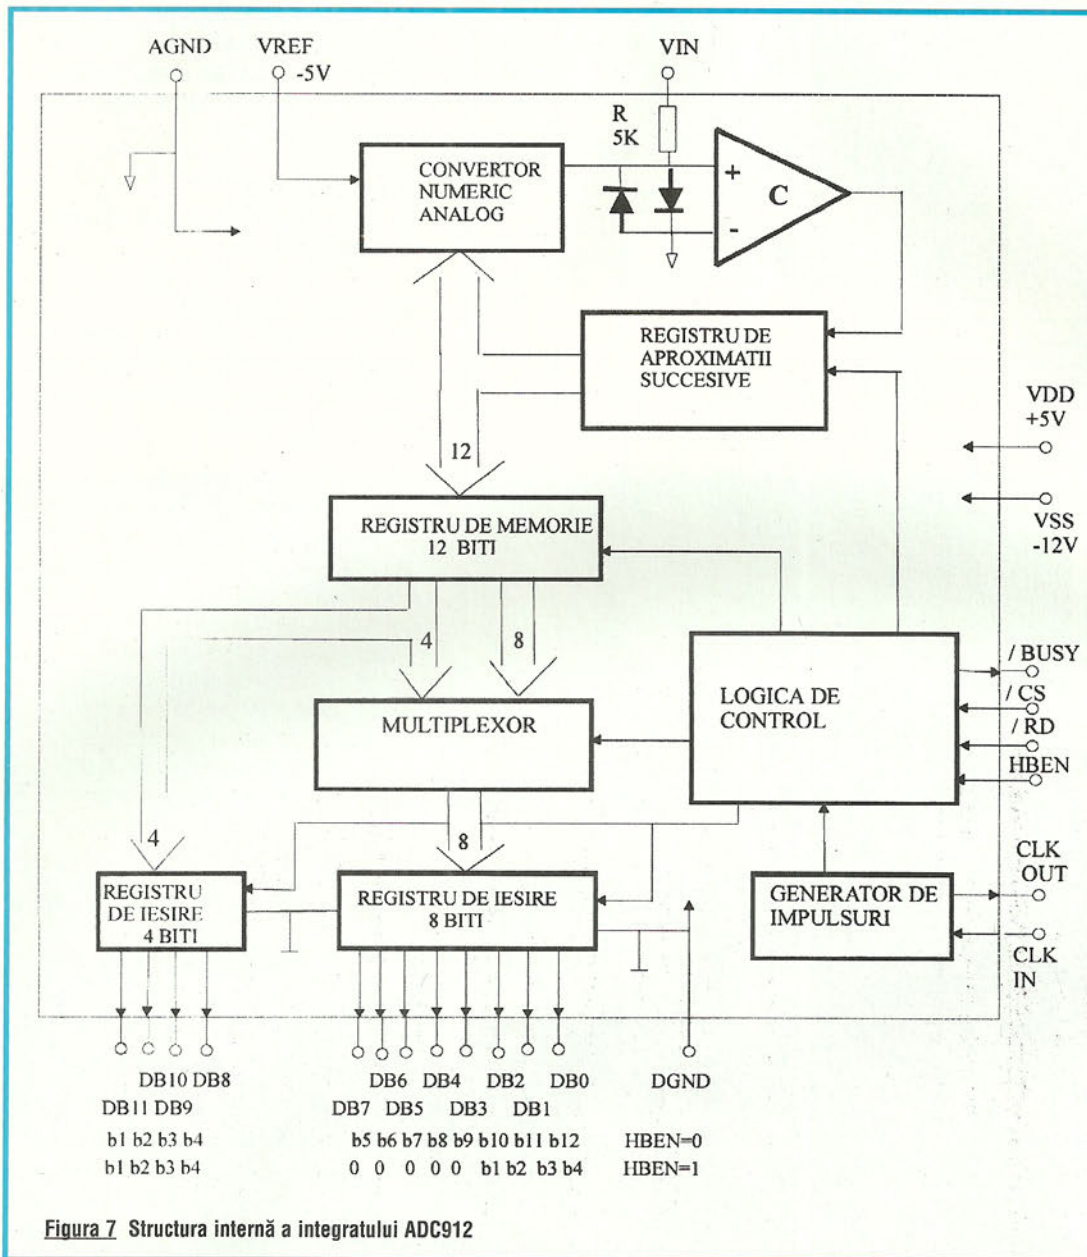 AGND
VREF
-5V
VIN
R
5K
CONVERTOR
NUMERIC
ANALOG
+
C
-
REGISTRU DE
APROXIMATII
SUCCESIVE
VDD
+5V
12
VSS
-12V
REGISTRU DE MEMORIE
12 BITI
4
8
/ BUSY
/ CS
/ RD
HBEN
LOGICA DE
CONTROL
MULTIPLEXOR
4
8
CLK
OUT
REGISTRU
DE IESIRE
4 BITI
REGISTRU DE IESIRE
8 BITI
GENERATOR DE
IMPULSURI
CLK
IN
DB10 DB8
DB6 DB4 DB2 DB0
DGND
DB11 DB9
DB7 DB5 DB3 DB1
b1 b2 b3 b4 b5 b6 b7 b8 b9 b10 b11 b12 HBEN=0
b1 b2 b3 b4 0 0 0 0 0 b1 b2 b3 b4 HBEN=1
Figura 7 Structura internă a integratului ADC912